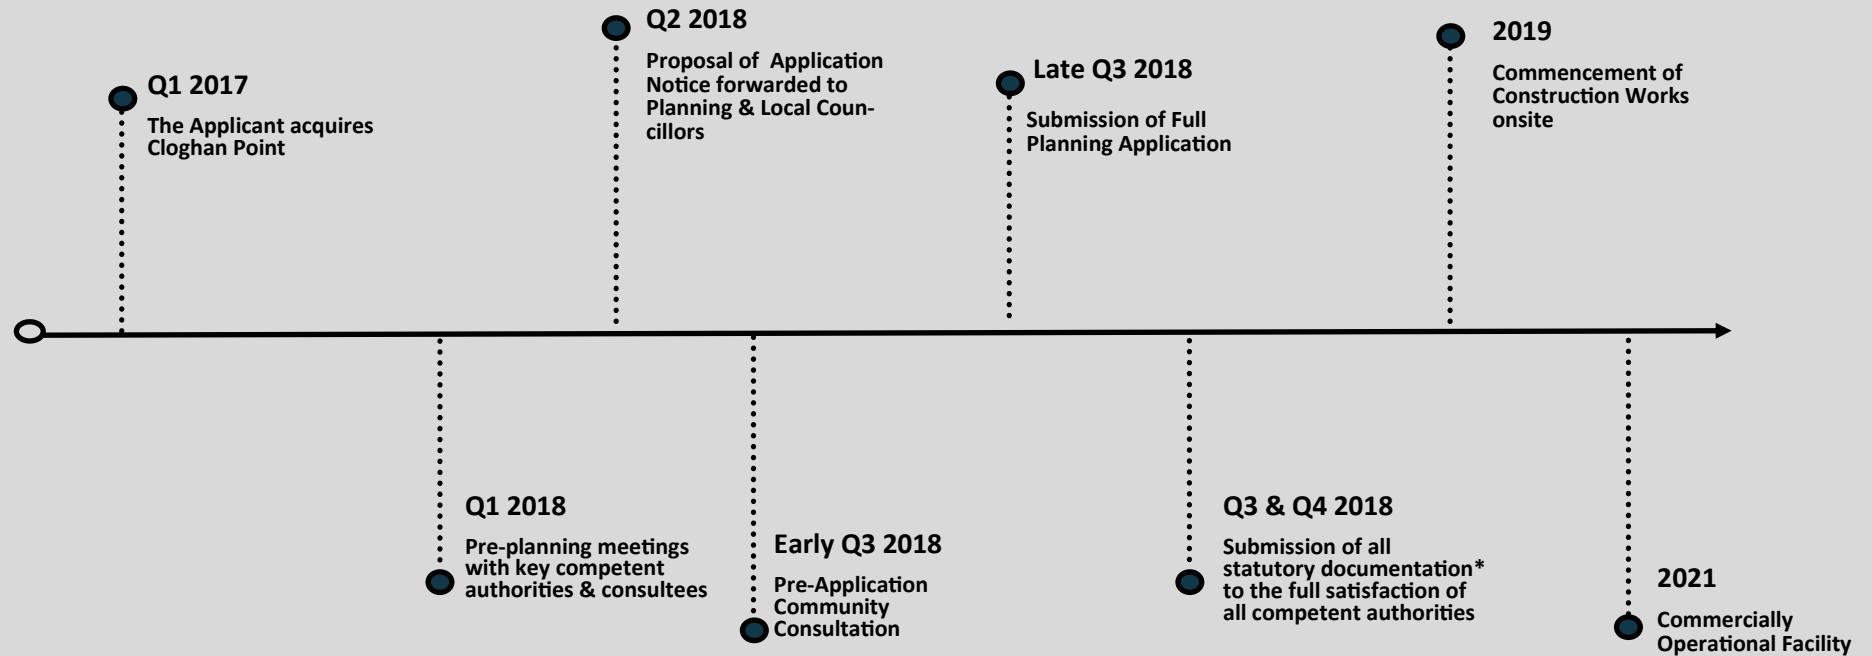 Q1 2017
The Applicant acquires
Cloghan Point
Q1 2018
Pre-planning meetings
with key competent
authorities & consultees
Q2 2018
Proposal of Application
Notice forwarded to
Planning & Local Coun-
cillors
Early Q3 2018
Pre-Application
Community
Consultation
Late Q3 2018
Submission of Full
Planning Application
Q3 & Q4 2018
Submission of all
statutory documentation*
to the full satisfaction of
all competent authorities
2019
Commencement of
Construction Works
onsite
2021
Commercially
Operational Facility